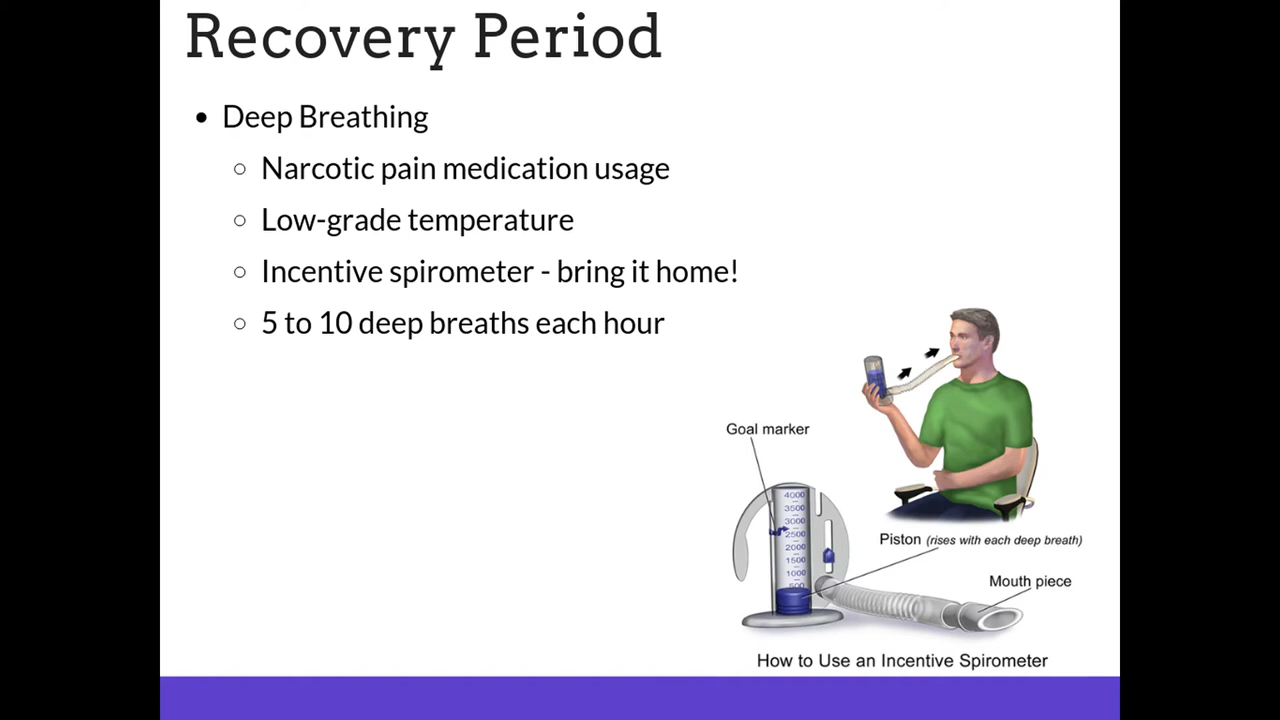 Recovery Period
• Deep Breathing
○ Narcotic pain medication usage
○ Low-grade temperature
○ Incentive spirometer - bring it home!
○ 5 to 10 deep breaths each hour
Goal marker
4000
3500
3000
2500
2000
1500
1000
500
Piston (rises with each deep breath)
Mouth piece
How to Use an Incentive Spirometer